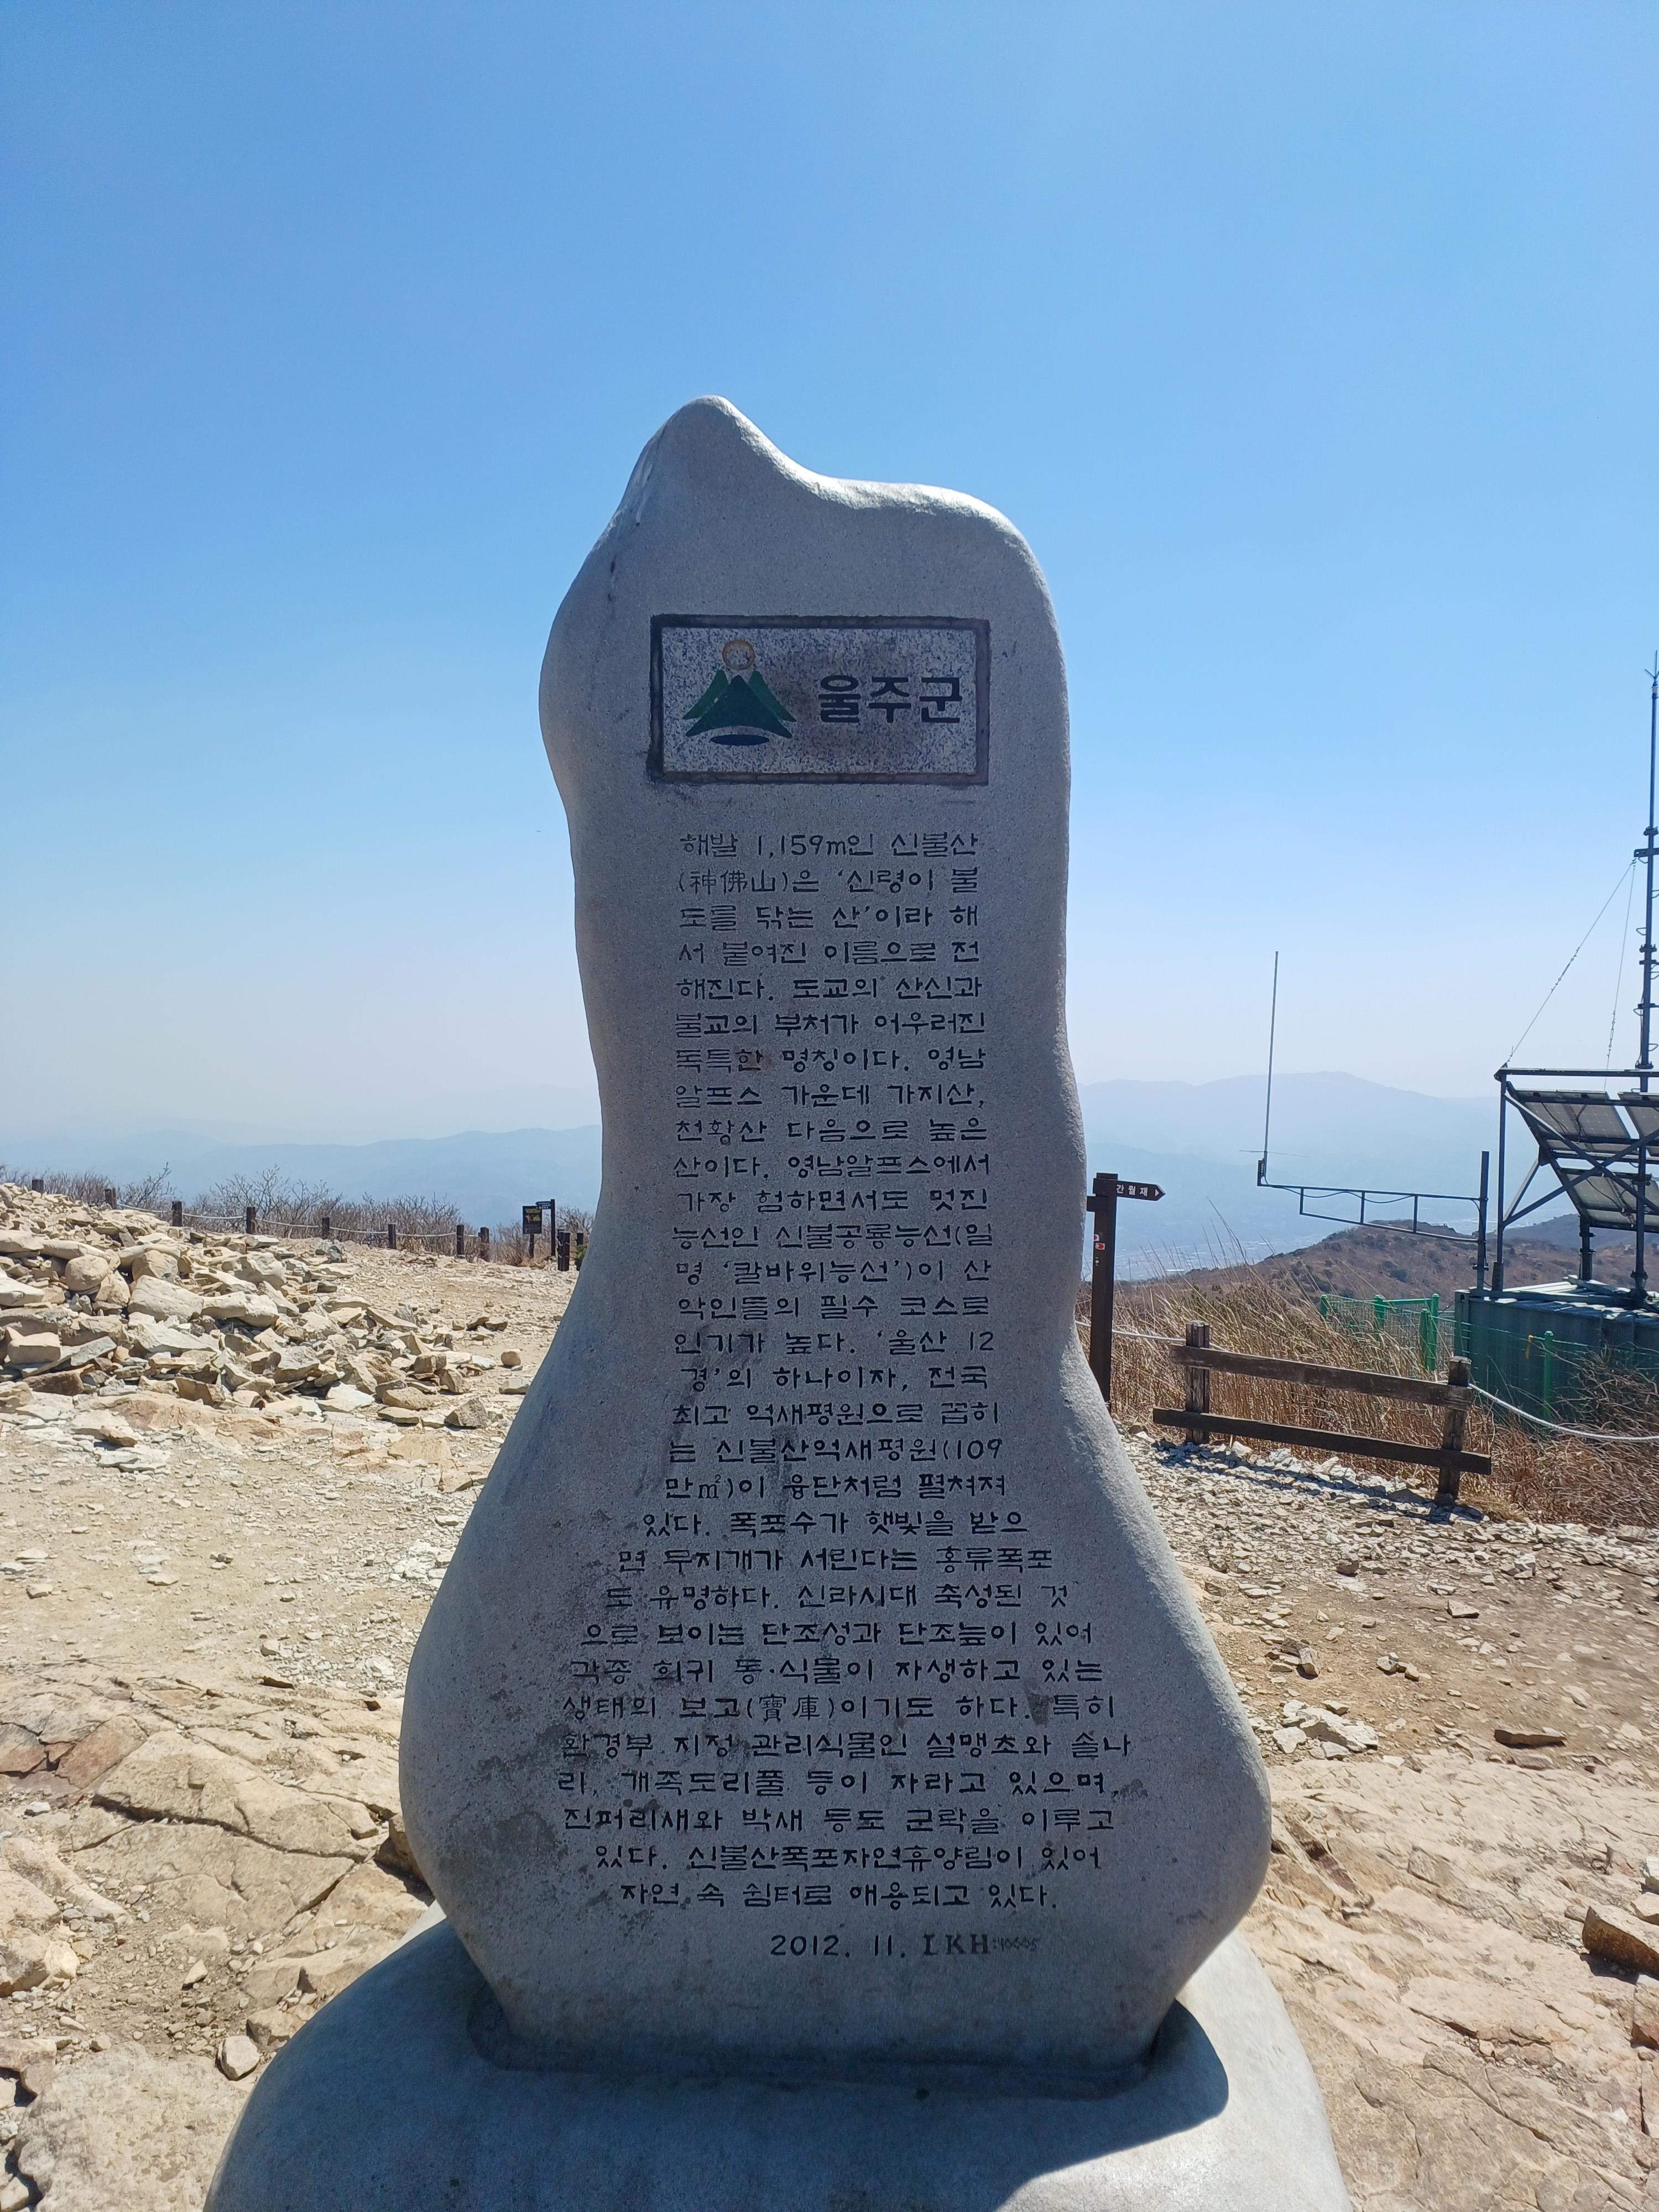 울주군
해발 1,159m인 신불산
(神佛山)은 '신령이 불
도를 닦는 산'이라 해
서 붙여진 이름으로 전
해진다. 도교의 산신과
불교의 부처가 어우러진
독특한 명칭이다. 영남
알프스 가운데 가지산,
천황산 다음으로 높은
산이다. 영남알프스에서
가장 험하면서도 멋진
능선인 신불공룡능선(일
명 '칼바위능선')이 산
악인들의 필수 코스로
인기가 높다. '울산 12
경'의 하나이자, 전국
최고 억새평원으로 꼽히
는 신불산억새평원(109
만㎡)이 융단처럼 펼쳐져
있다. 폭포수가 햇빛을 받으
면 무지개가 서린다는 홍류폭포
도 유명하다. 신라시대 축성된 것
으로 보이는 단조성과 단조늪이 있어
각종 희귀 동·식물이 자생하고 있는
생태의 보고(寶庫)이기도 하다. 특히
환경부 지정 관리식물인 설앵초와 솔나
리, 개족도리풀 등이 자라고 있으며,
진퍼리새와 박새 등도 군락을 이루고
있다. 신불산폭포자연휴양림이 있어
자연 속 쉼터로 애용되고 있다.
2012. 11. LKH
간월재